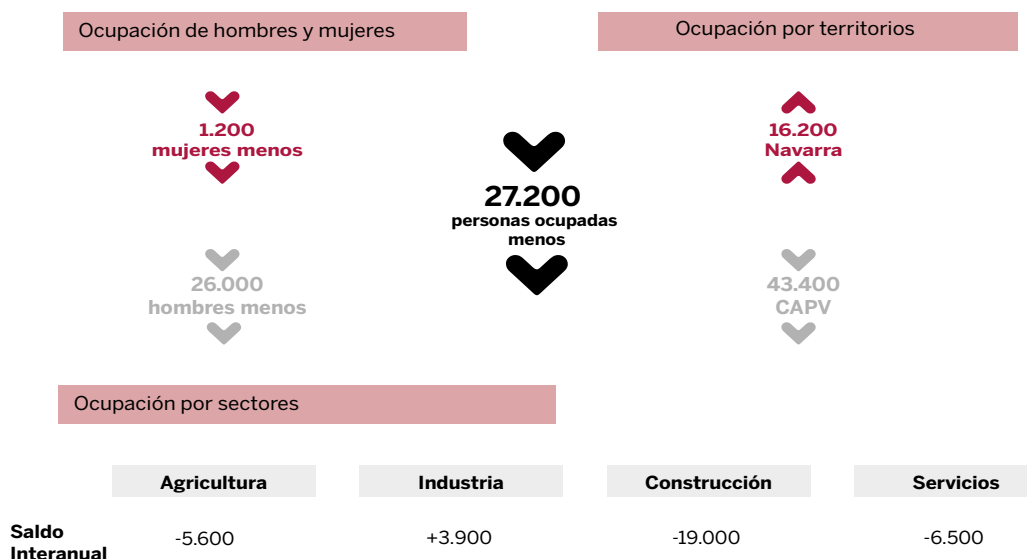 Ocupación de hombres y mujeres
Ocupación por territorios
1.200
mujeres menos
16.200
Navarra
27.200
personas ocupadas
menos
26.000
hombres menos
43.400
CAPV
Ocupación por sectores
Agricultura
Industria
Construcción
Servicios
Saldo
Interanual
-5.600
+3.900
-19.000
-6.500